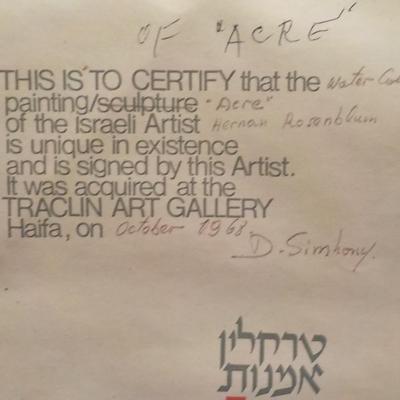 OF "ACRE"
THIS IS TO CERTIFY that the Water Co
painting/sculpture "Acre"
of the Israeli Artist Herman Rosenblum
is unique in existence
and is signed by this Artist.
It was acquired at the
TRACLIN ART GALLERY
Haifa, on October 1968
D. Simhony.
טרקלין
אמנות